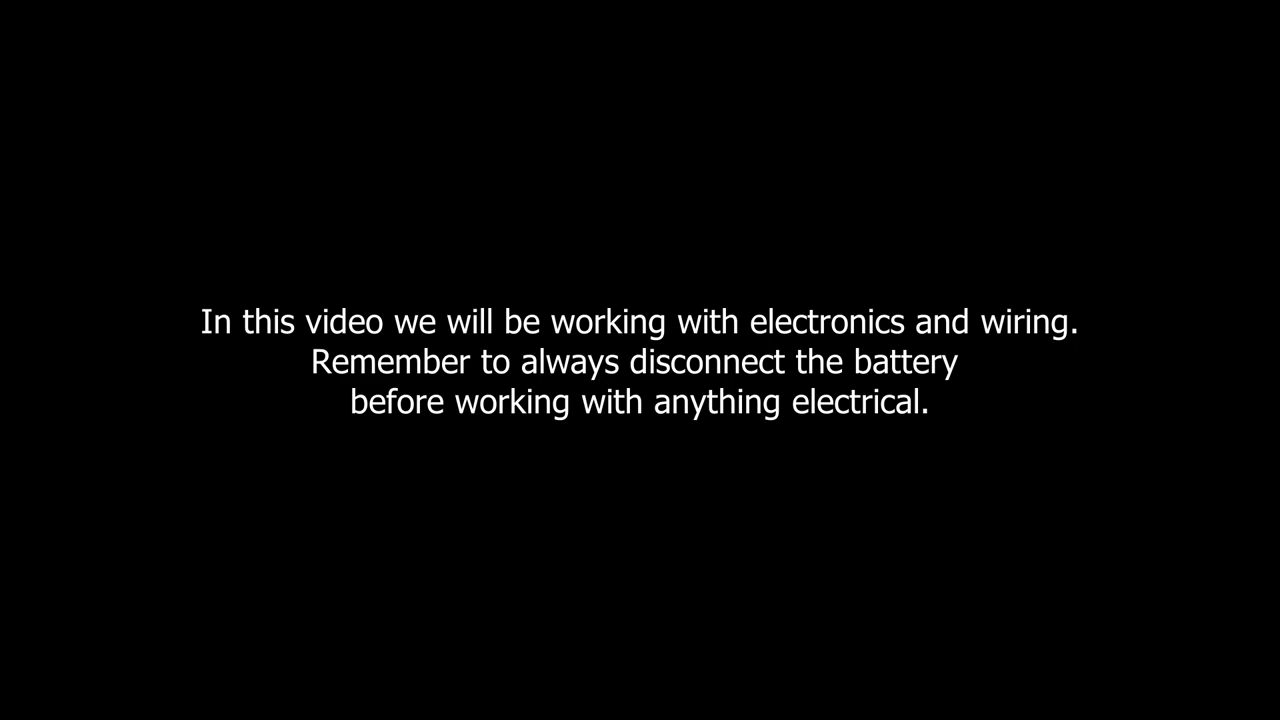 In this video we will be working with electronics and wiring.
Remember to always disconnect the battery
before working with anything electrical.